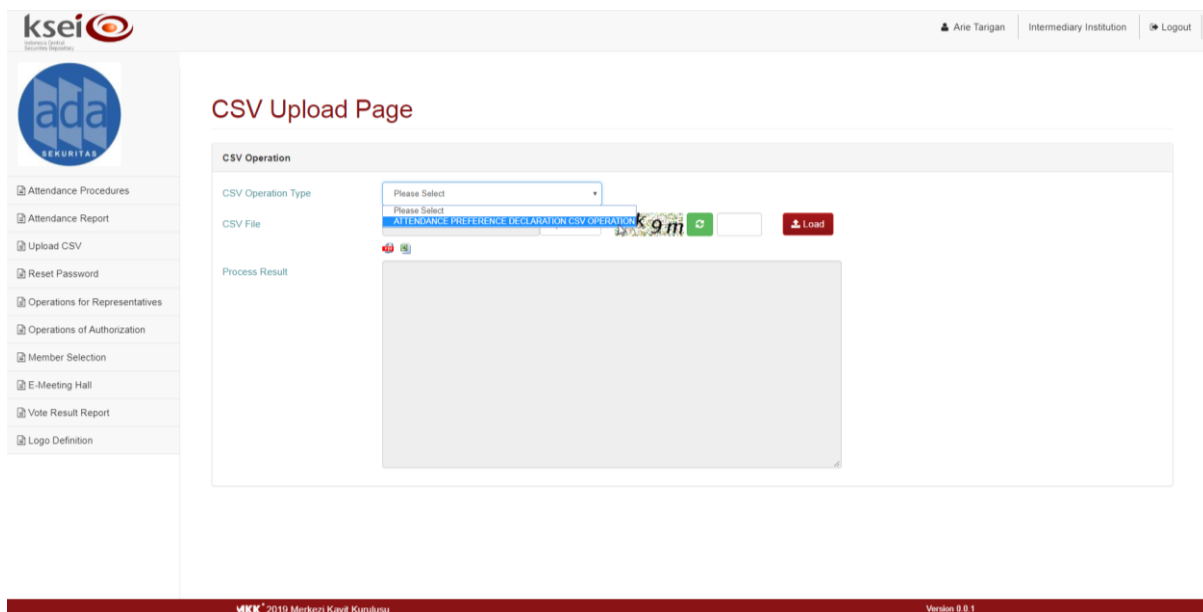 ksei
Indonesia Central
Securities Depository
Arie Tarigan
Intermediary Institution
Logout
ada
SEKURITAS
CSV Upload Page
CSV Operation
Attendance Procedures
Attendance Report
Upload CSV
Reset Password
Operations for Representatives
Operations of Authorization
Member Selection
E-Meeting Hall
Vote Result Report
Logo Definition
CSV Operation Type
Please Select
Please Select
ATTENDANCE PREFERENCE DECLARATION CSV OPERATION
CSV File
k9m
Load
Process Result
MKK 2019 Merkezi Kayit Kurulusu
Version 0.0.1